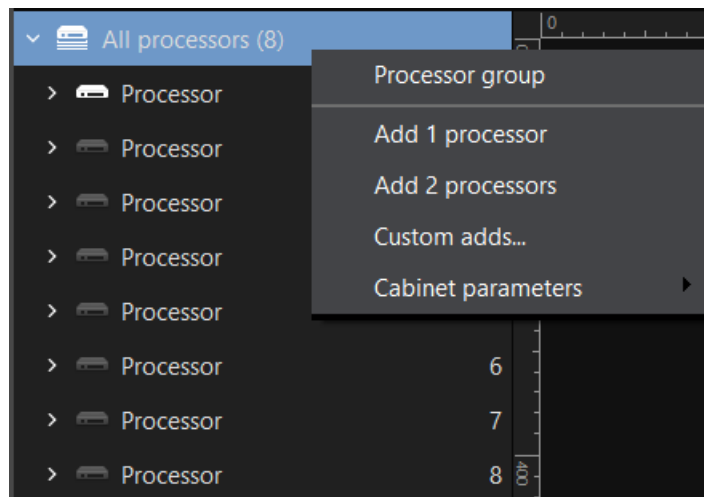 All processors (8)
0
Processor
Processor
Processor
Processor
Processor
Processor 6
Processor 7
Processor 8
Processor group
Add 1 processor
Add 2 processors
Custom adds...
Cabinet parameters
400